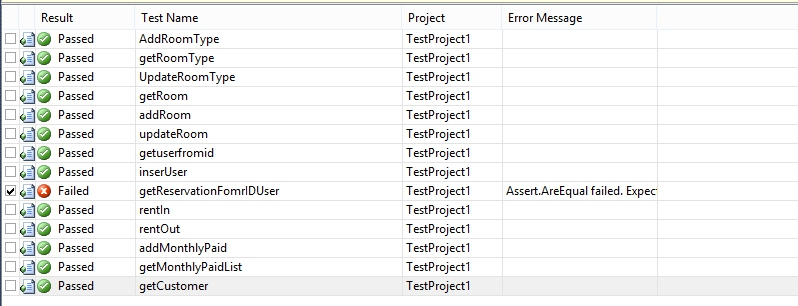 Result Test Name Project Error Message
Passed AddRoomType TestProject1
Passed getRoomType TestProject1
Passed UpdateRoomType TestProject1
Passed getRoom TestProject1
Passed addRoom TestProject1
Passed updateRoom TestProject1
Passed getuserfromid TestProject1
Passed inserUser TestProject1
Failed getReservationFomrIDUser TestProject1 Assert.AreEqual failed. Expec
Passed rentIn TestProject1
Passed rentOut TestProject1
Passed addMonthlyPaid TestProject1
Passed getMonthlyPaidList TestProject1
Passed getCustomer TestProject1